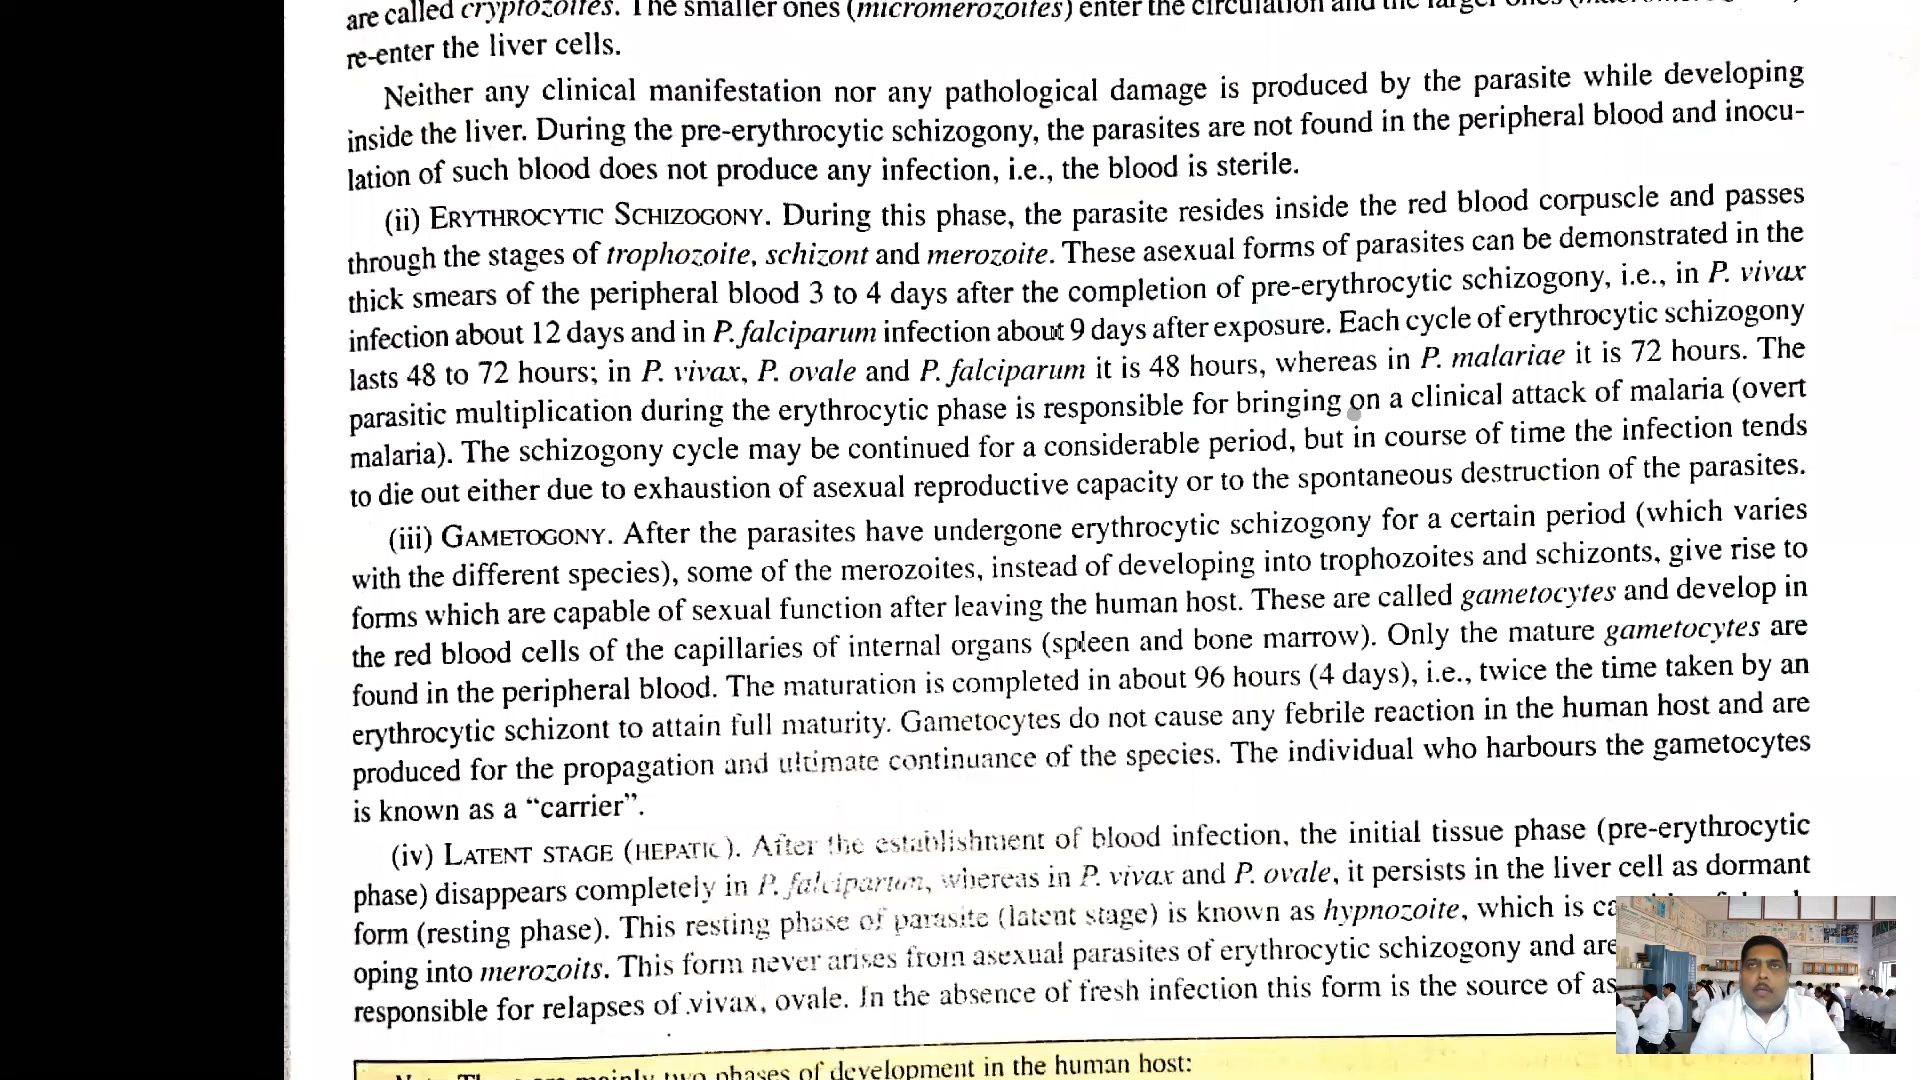 are called cryptozoites. The smaller ones (micromerozoites) enter the circulation and the larger ones
re-enter the liver cells.
Neither any clinical manifestation nor any pathological damage is produced by the parasite while developing
inside the liver. During the pre-erythrocytic schizogony, the parasites are not found in the peripheral blood and inocu-
lation of such blood does not produce any infection, i.e., the blood is sterile.
(ii) ERYTHROCYTIC SCHIZOGONY. During this phase, the parasite resides inside the red blood corpuscle and passes
through the stages of trophozoite, schizont and merozoite. These asexual forms of parasites can be demonstrated in the
thick smears of the peripheral blood 3 to 4 days after the completion of pre-erythrocytic schizogony, i.e., in P. vivax
infection about 12 days and in P. falciparum infection about 9 days after exposure. Each cycle of erythrocytic schizogony
lasts 48 to 72 hours; in P. vivax, P. ovale and P. falciparum it is 48 hours, whereas in P. malariae it is 72 hours. The
parasitic multiplication during the erythrocytic phase is responsible for bringing on a clinical attack of malaria (overt
malaria). The schizogony cycle may be continued for a considerable period, but in course of time the infection tends
to die out either due to exhaustion of asexual reproductive capacity or to the spontaneous destruction of the parasites.
(iii) GAMETOGONY. After the parasites have undergone erythrocytic schizogony for a certain period (which varies
with the different species), some of the merozoites, instead of developing into trophozoites and schizonts, give rise to
forms which are capable of sexual function after leaving the human host. These are called gametocytes and develop in
the red blood cells of the capillaries of internal organs (spleen and bone marrow). Only the mature gametocytes are
found in the peripheral blood. The maturation is completed in about 96 hours (4 days), i.e., twice the time taken by an
erythrocytic schizont to attain full maturity. Gametocytes do not cause any febrile reaction in the human host and are
produced for the propagation and ultimate continuance of the species. The individual who harbours the gametocytes
is known as a “carrier”.
(iv) LATENT STAGE (HEPATIC). After the establishment of blood infection, the initial tissue phase (pre-erythrocytic
phase) disappears completely in P. falciparum, whereas in P. vivax and P. ovale, it persists in the liver cell as dormant
form (resting phase). This resting phase of parasite (latent stage) is known as hypnozoite, which is
oping into merozoits. This form never arises from asexual parasites of erythrocytic schizogony and are
responsible for relapses of vivax, ovale. In the absence of fresh infection this form is the source of
two phases of development in the human host: